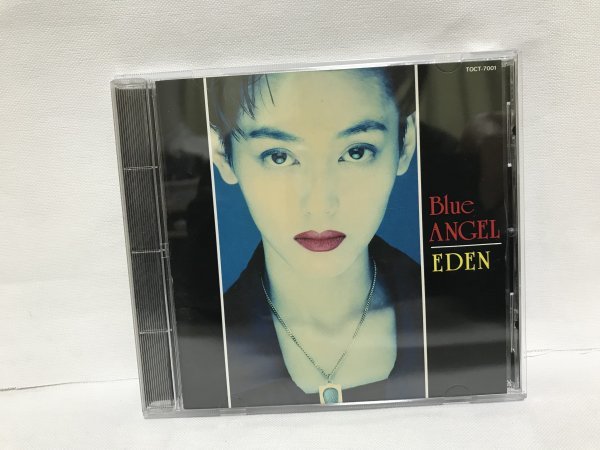 TOCT-7001
Blue
ANGEL
EDEN